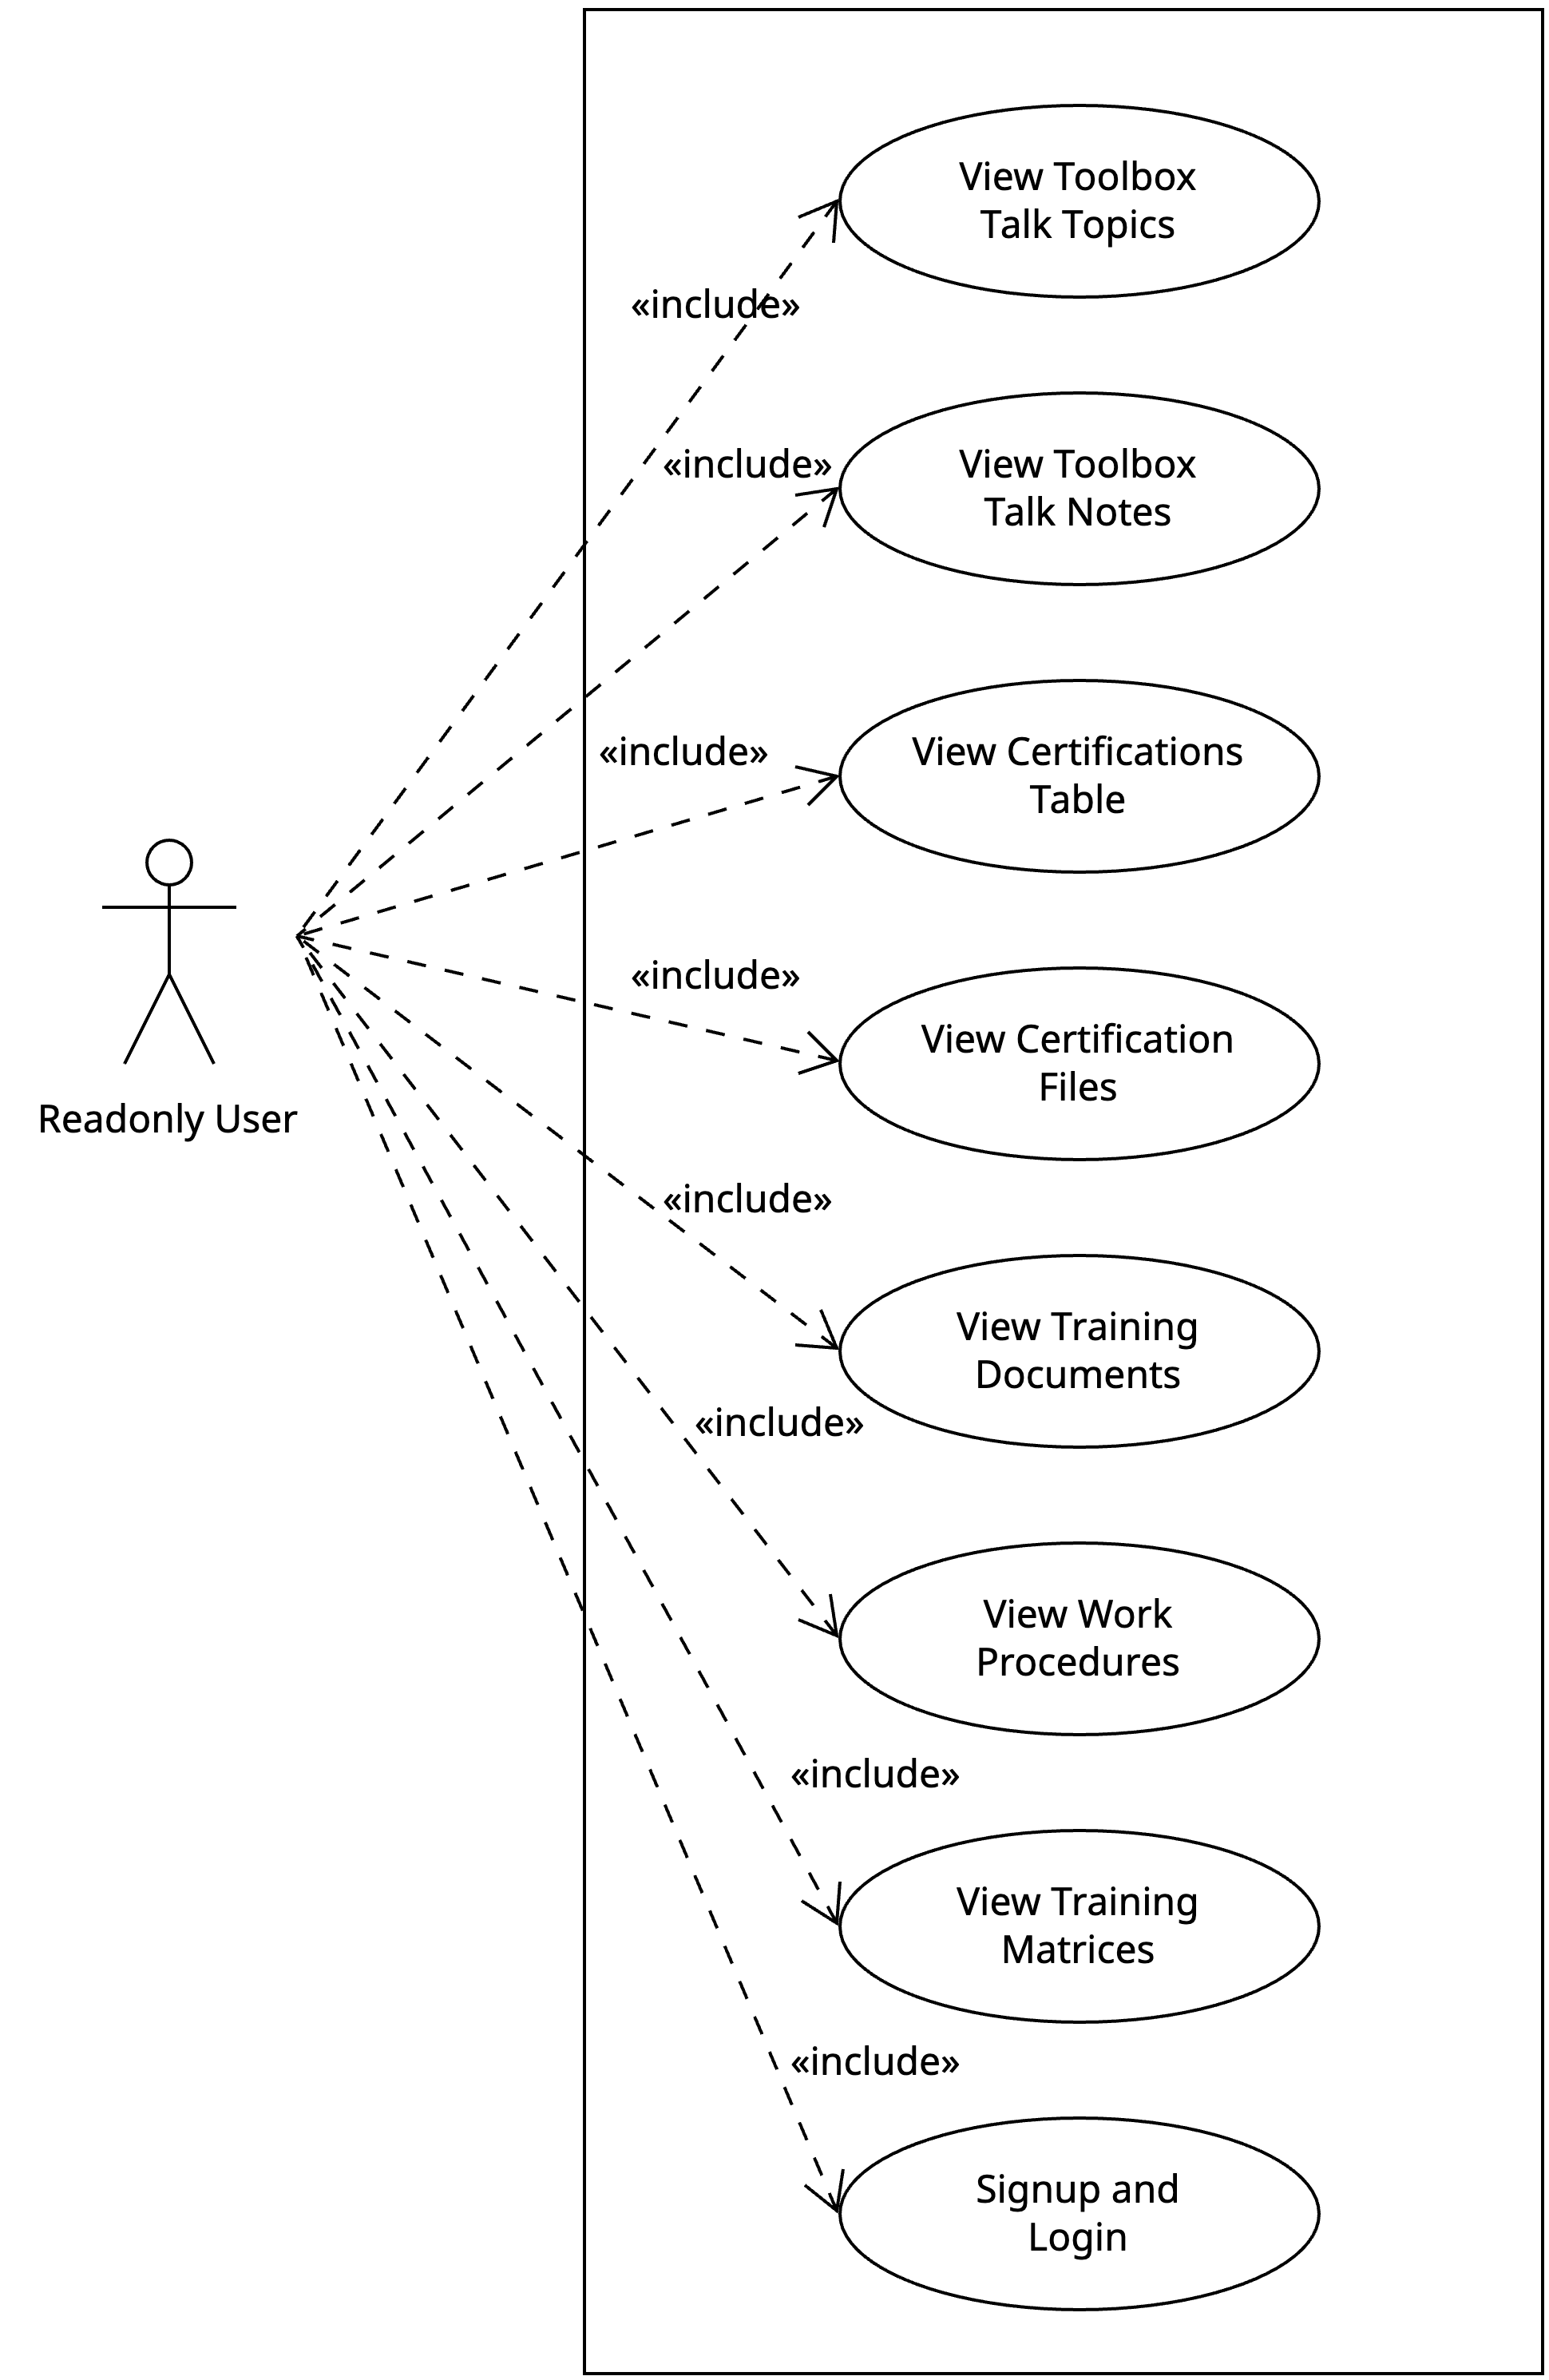 View Toolbox
Talk Topics
«include»
«include»
View Toolbox
Talk Notes
«include»
View Certifications
Table
«include»
View Certification
Files
Readonly User
«include»
View Training
Documents
«include»
View Work
Procedures
«include»
View Training
Matrices
«include»
Signup and
Login